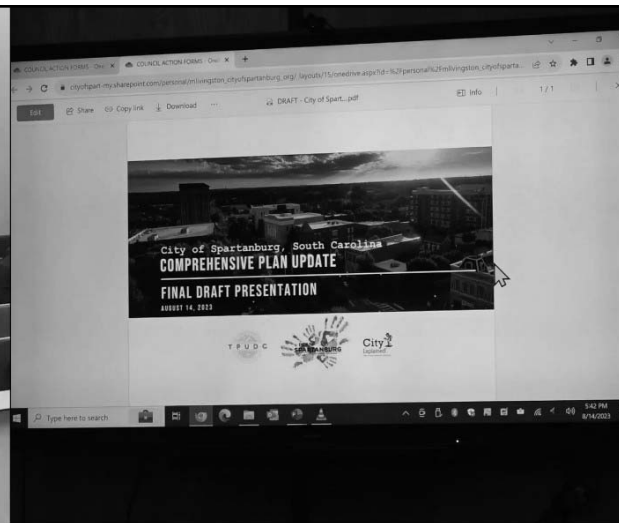 COUNCIL ACTION FORMS - One
COUNCIL ACTION FORMS - One
cityofspart-my.sharepoint.com/personal/mlivingston_cityofspartanburg_org/_layouts/15/onedrive.aspx?id=%2Fpersonal%2Fmlivingston_cityofsparta...
Edit
Share
Copy link
Download
...
DRAFT - City of Spart....pdf
Info
1 / 1
City of Spartanburg, South Carolina
COMPREHENSIVE PLAN UPDATE
FINAL DRAFT PRESENTATION
AUGUST 14, 2023
TPUDC
SPARTANBURG
City
Explained
Type here to search
5:42 PM
8/14/2023